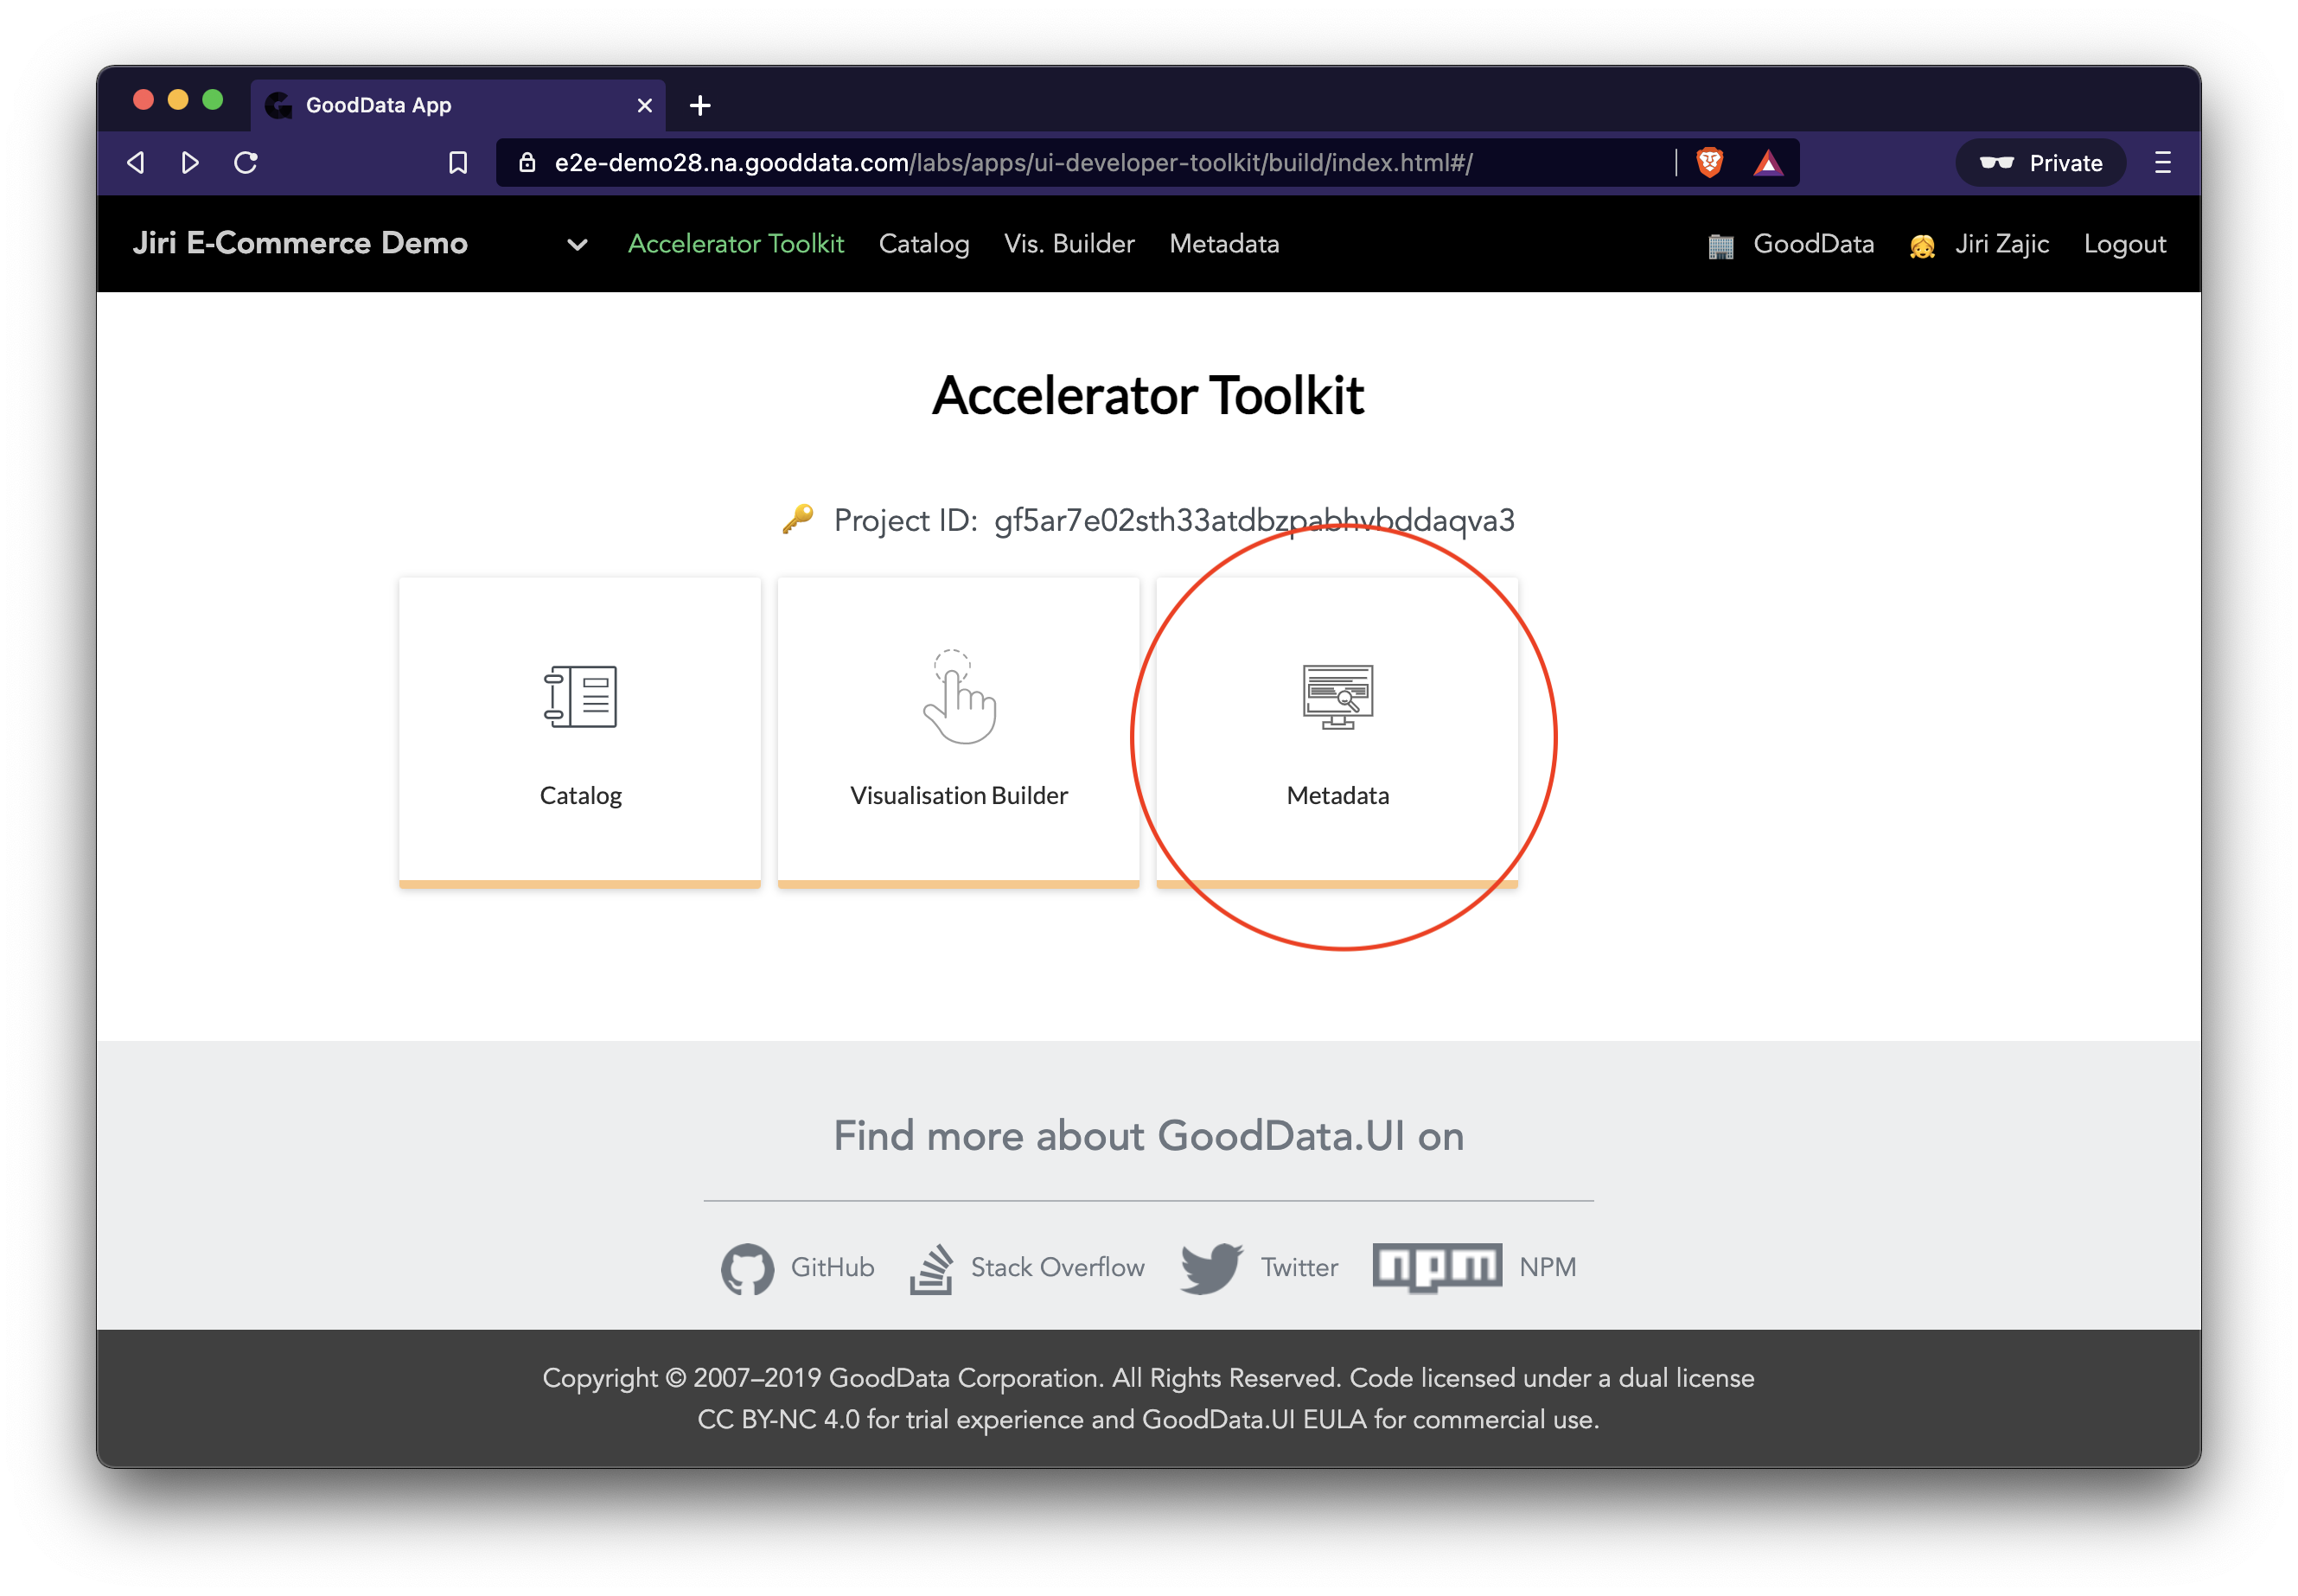 GoodData App
e2e-demo28.na.gooddata.com/labs/apps/ui-developer-toolkit/build/index.html#/
Private
Jiri E-Commerce Demo
Accelerator Toolkit
Catalog
Vis. Builder
Metadata
GoodData
Jiri Zajic
Logout
Accelerator Toolkit
Project ID: gf5ar7e02sth33atdbzpabhvbddaqva3
Catalog
Visualisation Builder
Metadata
Find more about GoodData.UI on
GitHub
Stack Overflow
Twitter
npm
NPM
Copyright © 2007–2019 GoodData Corporation. All Rights Reserved. Code licensed under a dual license
CC BY-NC 4.0 for trial experience and GoodData.UI EULA for commercial use.